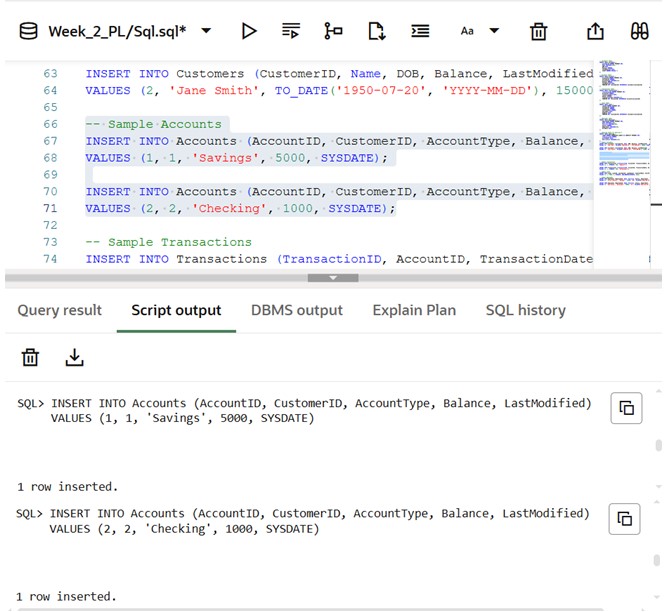 Week_2_PL/Sql.sql*
Aa
63 INSERT INTO Customers (CustomerID, Name, DOB, Balance, LastModified
64 VALUES (2, 'Jane Smith', TO_DATE('1950-07-20', 'YYYY-MM-DD'), 15000
65
66 -- Sample Accounts
67 INSERT INTO Accounts (AccountID, CustomerID, AccountType, Balance,
68 VALUES (1, 1, 'Savings', 5000, SYSDATE);
69
70 INSERT INTO Accounts (AccountID, CustomerID, AccountType, Balance,
71 VALUES (2, 2, 'Checking', 1000, SYSDATE);
72
73 -- Sample Transactions
74 INSERT INTO Transactions (TransactionID, AccountID, TransactionDate
Query result Script output DBMS output Explain Plan SQL history
SQL> INSERT INTO Accounts (AccountID, CustomerID, AccountType, Balance, LastModified)
VALUES (1, 1, 'Savings', 5000, SYSDATE)
1 row inserted.
SQL> INSERT INTO Accounts (AccountID, CustomerID, AccountType, Balance, LastModified)
VALUES (2, 2, 'Checking', 1000, SYSDATE)
1 row inserted.